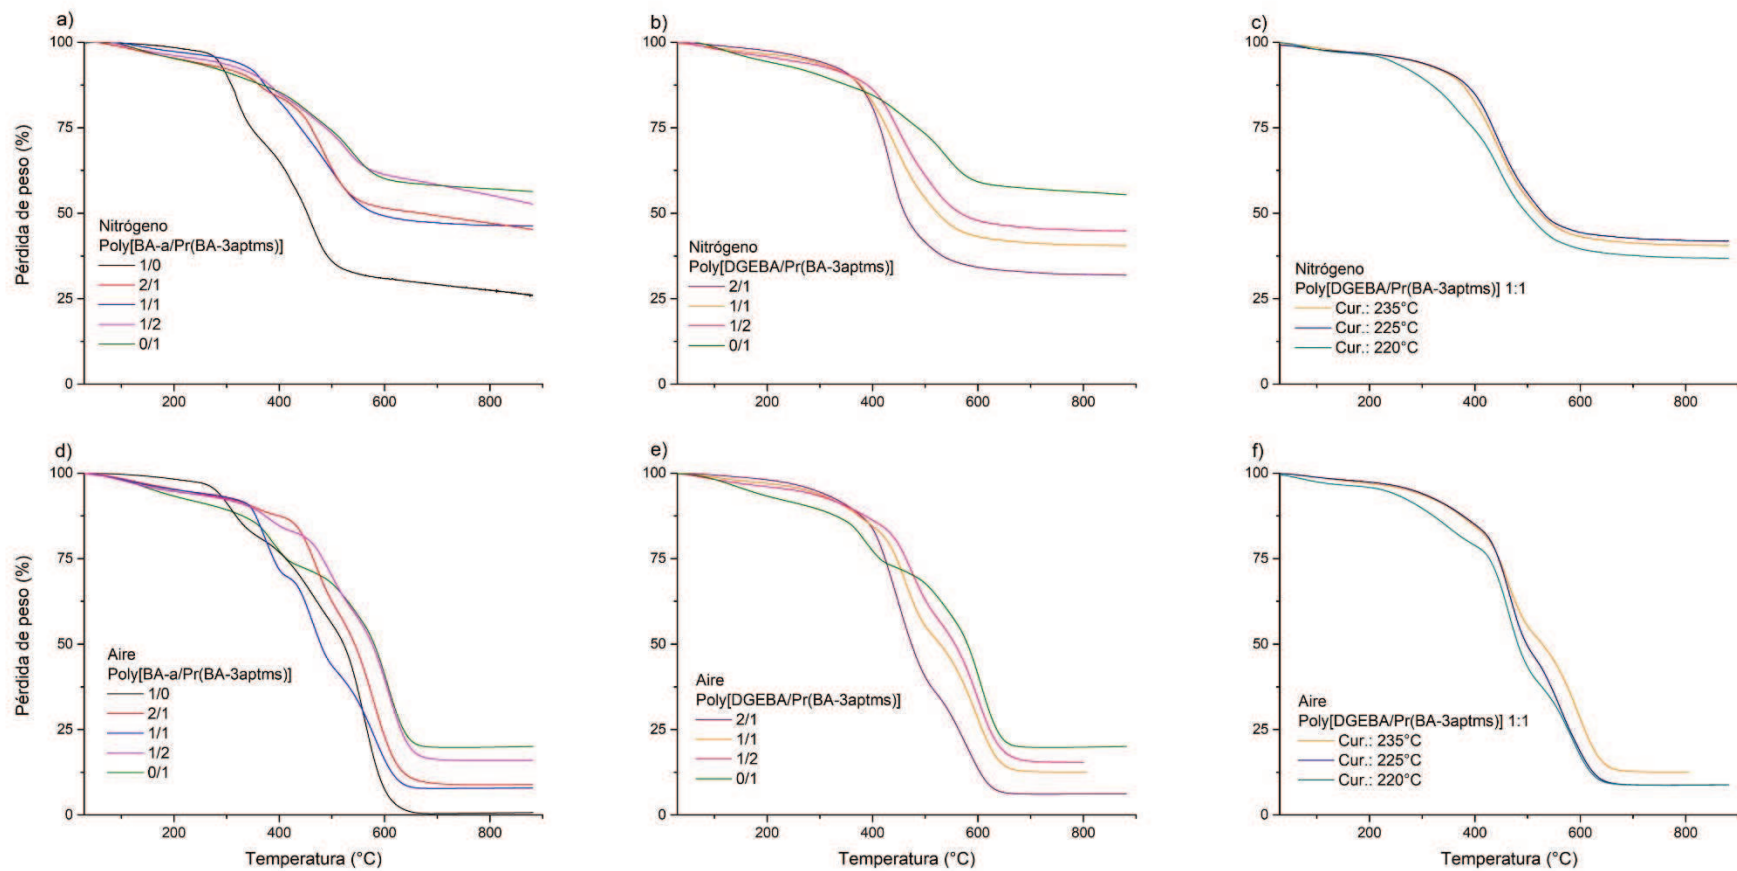 a)
100
75
50
25
0
Pérdida de peso (%)
Nitrógeno
Poly[BA-a/Pr(BA-3aptms)]
1/0
2/1
1/1
1/2
0/1
200 400 600 800
b)
100
75
50
25
0
Nitrógeno
Poly[DGEBA/Pr(BA-3aptms)]
2/1
1/1
1/2
0/1
200 400 600 800
c)
100
75
50
25
0
Nitrógeno
Poly[DGEBA/Pr(BA-3aptms)] 1:1
Cur.: 235°C
Cur.: 225°C
Cur.: 220°C
200 400 600 800
d)
100
75
50
25
0
Pérdida de peso (%)
Aire
Poly[BA-a/Pr(BA-3aptms)]
1/0
2/1
1/1
1/2
0/1
200 400 600 800
Temperatura (°C)
e)
100
75
50
25
0
Aire
Poly[DGEBA/Pr(BA-3aptms)]
2/1
1/1
1/2
0/1
200 400 600 800
Temperatura (°C)
f)
100
75
50
25
0
Aire
Poly[DGEBA/Pr(BA-3aptms)] 1:1
Cur.: 235°C
Cur.: 225°C
Cur.: 220°C
200 400 600 800
Temperatura (°C)